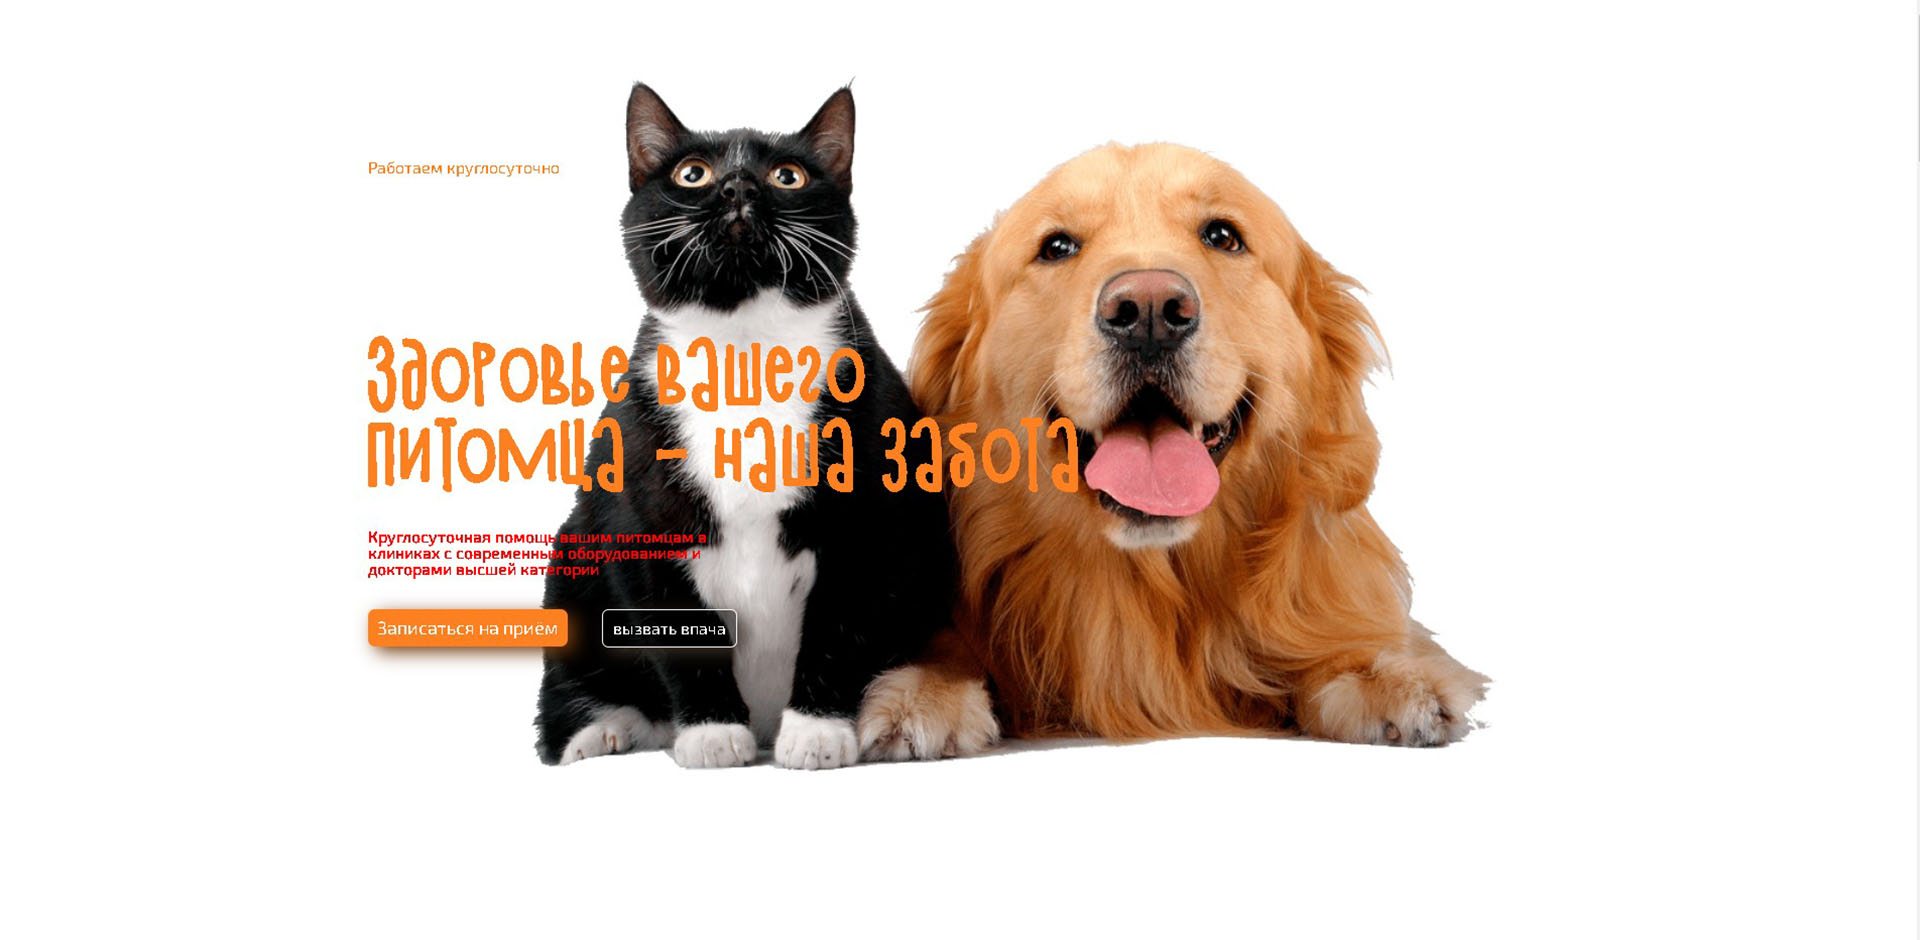 Работаем круглосуточно
Здоровье вашего
питомца - наша забота
Круглосуточная помощь вашим питомцам в
клиниках с современным оборудованием и
докторами высшей категории
Записаться на приём
вызвать впача